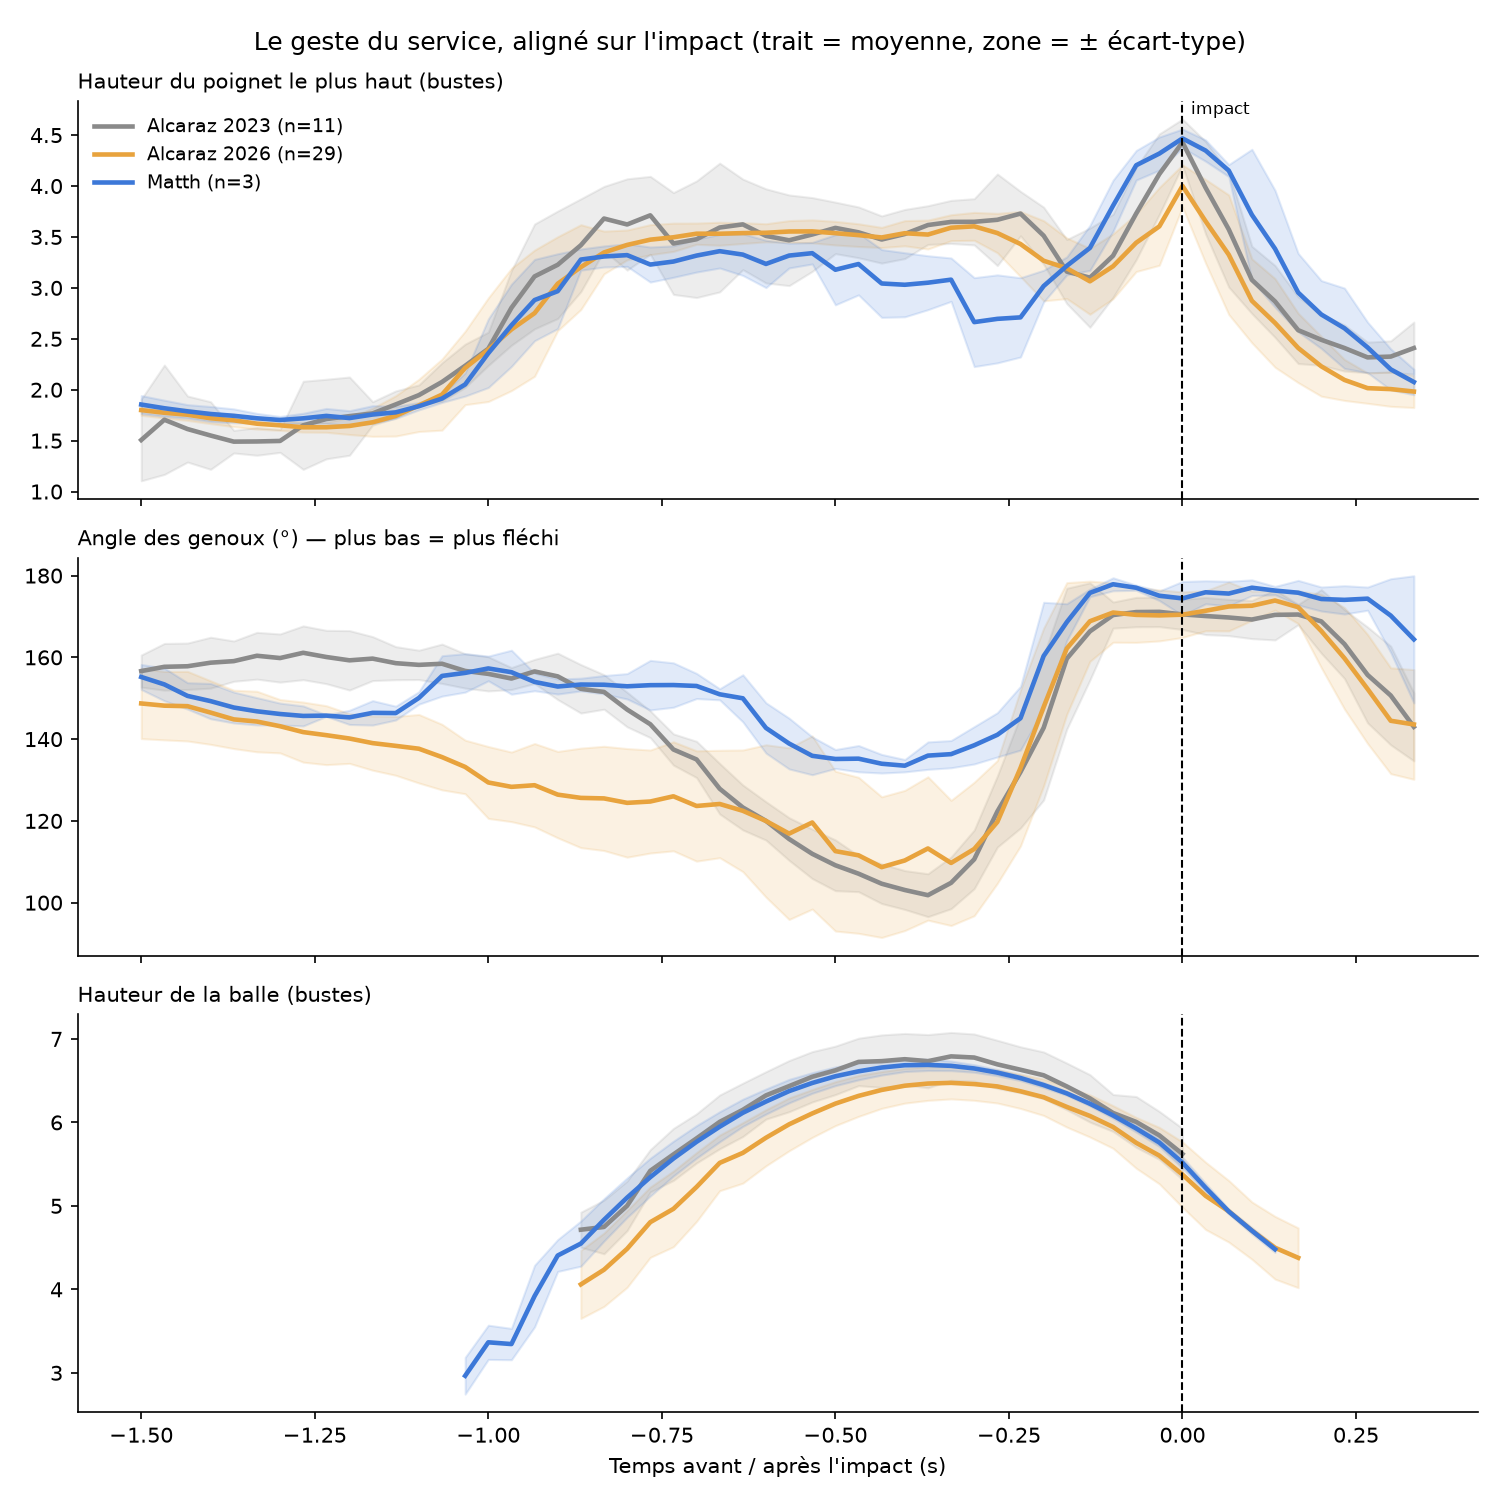 Le geste du service, aligné sur l'impact (trait = moyenne, zone = ± écart-type)
Hauteur du poignet le plus haut (bustes)
impact
Alcaraz 2023 (n=11)
Alcaraz 2026 (n=29)
Matth (n=3)
4.5
4.0
3.5
3.0
2.5
2.0
1.5
1.0
Angle des genoux (°) — plus bas = plus fléchi
180
160
140
120
100
Hauteur de la balle (bustes)
7
6
5
4
3
−1.50 −1.25 −1.00 −0.75 −0.50 −0.25 0.00 0.25
Temps avant / après l'impact (s)